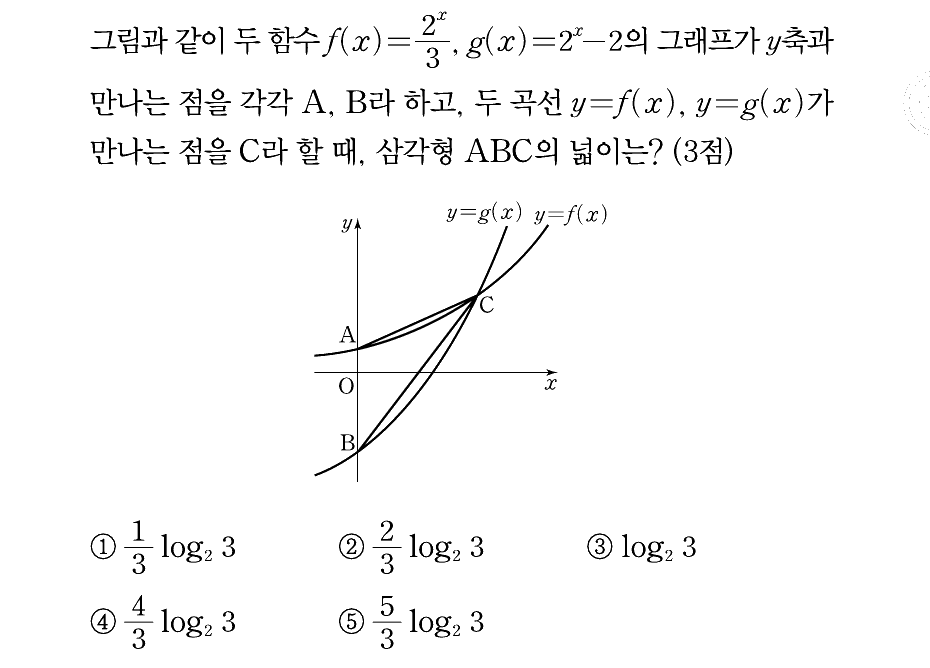 그림과 같이 두 함수 f(x)=2^x/3, g(x)=2^x−2의 그래프가 y축과
만나는 점을 각각 A, B라 하고, 두 곡선 y=f(x), y=g(x)가
만나는 점을 C라 할 때, 삼각형 ABC의 넓이는? (3점)
y=g(x) y=f(x)
y
C
A
O x
B
① 1/3 log₂ 3 ② 2/3 log₂ 3 ③ log₂ 3
④ 4/3 log₂ 3 ⑤ 5/3 log₂ 3